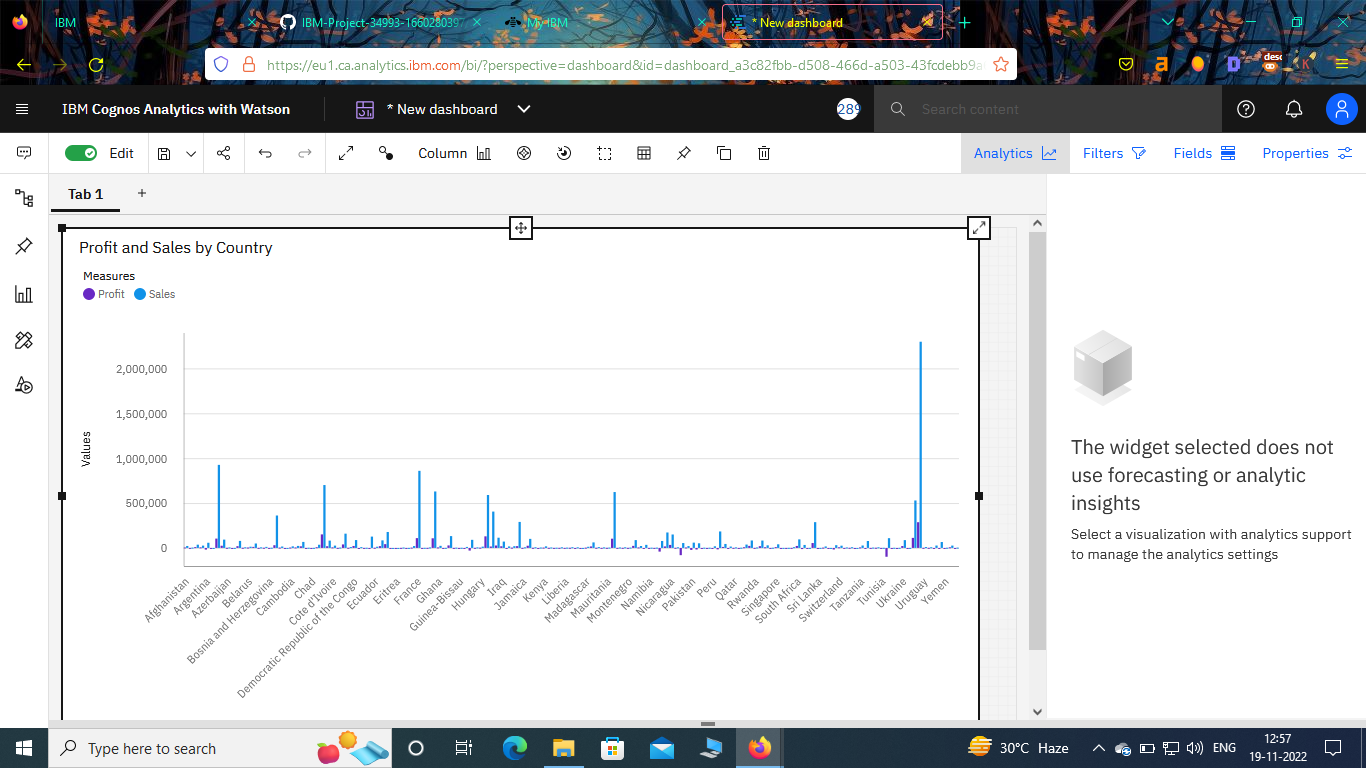 IBM
IBM-Project-34993-1660280397
My IBM
* New dashboard
https://eu1.ca.analytics.ibm.com/bi/?perspective=dashboard&id=dashboard_a3c82fbb-d508-466d-a503-43fcdebb9a
IBM Cognos Analytics with Watson
* New dashboard
289
Search content
Edit
Column
Analytics
Filters
Fields
Properties
Tab 1
Profit and Sales by Country
Measures
Profit
Sales
Values
2,000,000
1,500,000
1,000,000
500,000
0
Afghanistan
Argentina
Azerbaijan
Belarus
Bosnia and Herzegovina
Cambodia
Chad
Cote d'Ivoire
Democratic Republic of the Congo
Ecuador
Eritrea
France
Ghana
Guinea-Bissau
Hungary
Iraq
Jamaica
Kenya
Liberia
Madagascar
Mauritania
Montenegro
Namibia
Nicaragua
Pakistan
Peru
Qatar
Rwanda
Singapore
South Africa
Sri Lanka
Switzerland
Tanzania
Tunisia
Ukraine
Uruguay
Yemen
The widget selected does not
use forecasting or analytic
insights
Select a visualization with analytics support
to manage the analytics settings
Type here to search
30°C Haze
ENG
12:57
19-11-2022